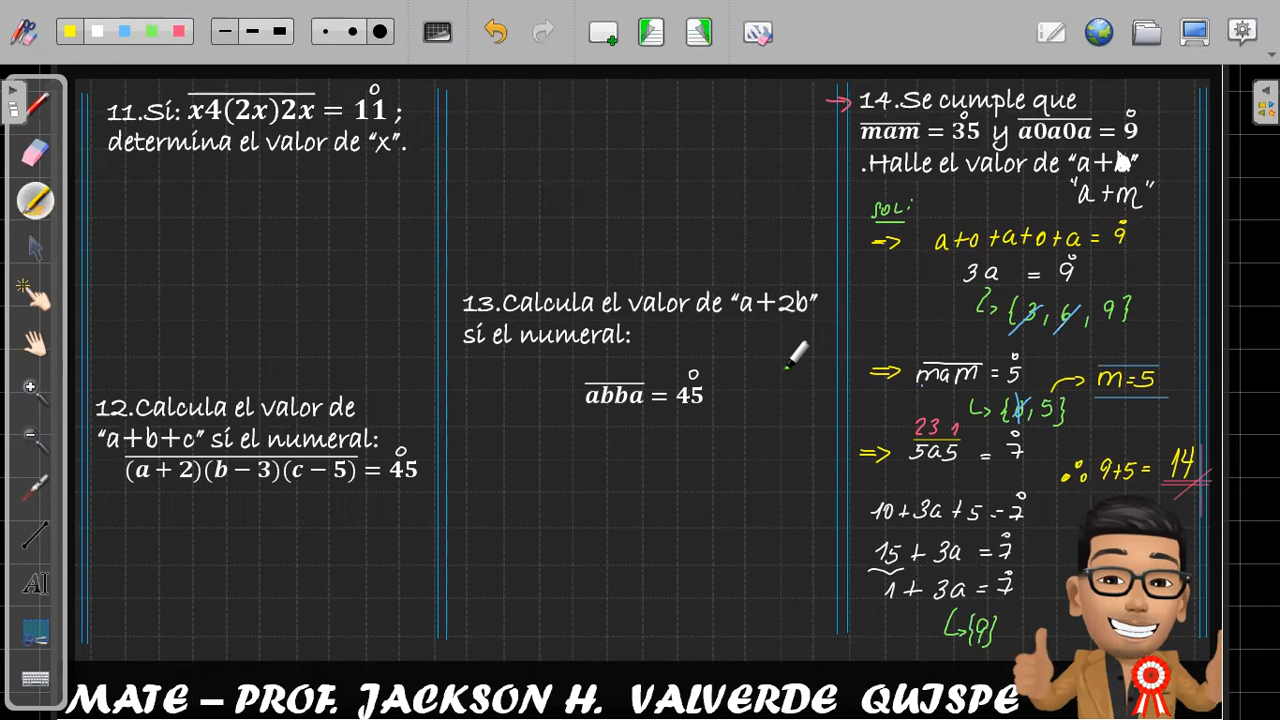 11.Si: x4(2x)2x = 11 ;
determina el valor de "x".
12.Calcula el valor de
"a+b+c" si el numeral:
(a + 2)(b − 3)(c − 5) = 45
13.Calcula el valor de "a+2b"
si el numeral:
abba = 45
14.Se cumple que
mam = 35 y a0a0a = 9
.Halle el valor de "a+b"
"a + m"
SOL:
=> a+0+a+0+a = 9
3a = 9
{3, 6, 9}
=> mam = 5
{0, 5} m=5
231
=> 5a5 = 7
∴ 9+5 = 14
10+3a+5 = 7
15 + 3a = 7
1 + 3a = 7
{9}
MATE – PROF. JACKSON H. VALVERDE QUISPE